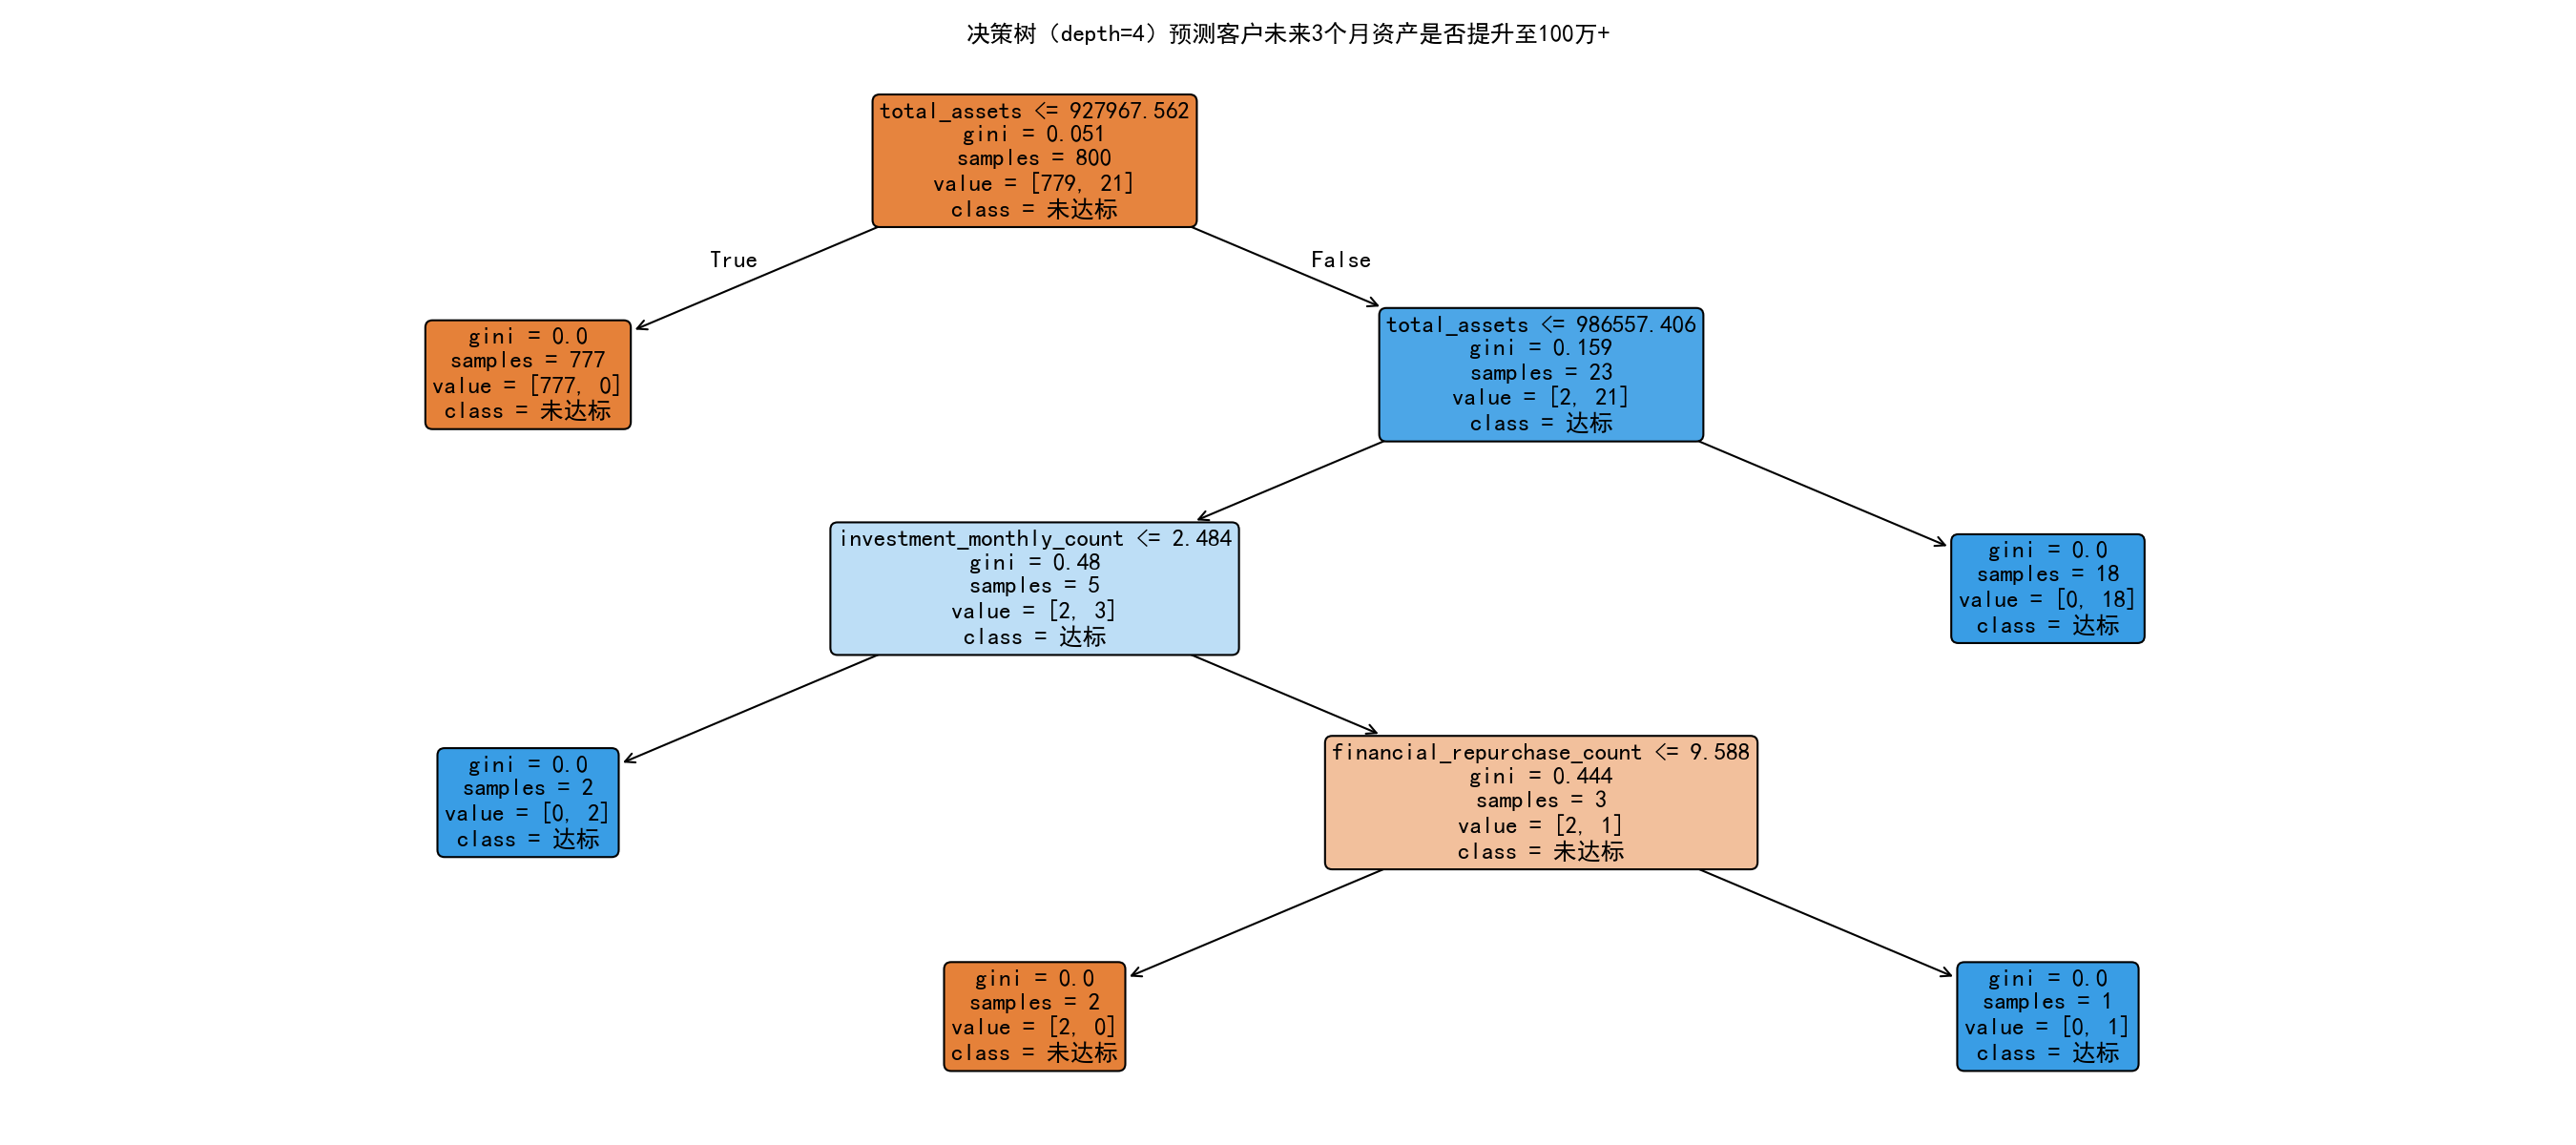 决策树（depth=4）预测客户未来3个月资产是否提升至100万+
total_assets <= 927967.562
gini = 0.051
samples = 800
value = [779, 21]
class = 未达标
True
False
gini = 0.0
samples = 777
value = [777, 0]
class = 未达标
total_assets <= 986557.406
gini = 0.159
samples = 23
value = [2, 21]
class = 达标
investment_monthly_count <= 2.484
gini = 0.48
samples = 5
value = [2, 3]
class = 达标
gini = 0.0
samples = 18
value = [0, 18]
class = 达标
gini = 0.0
samples = 2
value = [0, 2]
class = 达标
financial_repurchase_count <= 9.588
gini = 0.444
samples = 3
value = [2, 1]
class = 未达标
gini = 0.0
samples = 2
value = [2, 0]
class = 未达标
gini = 0.0
samples = 1
value = [0, 1]
class = 达标